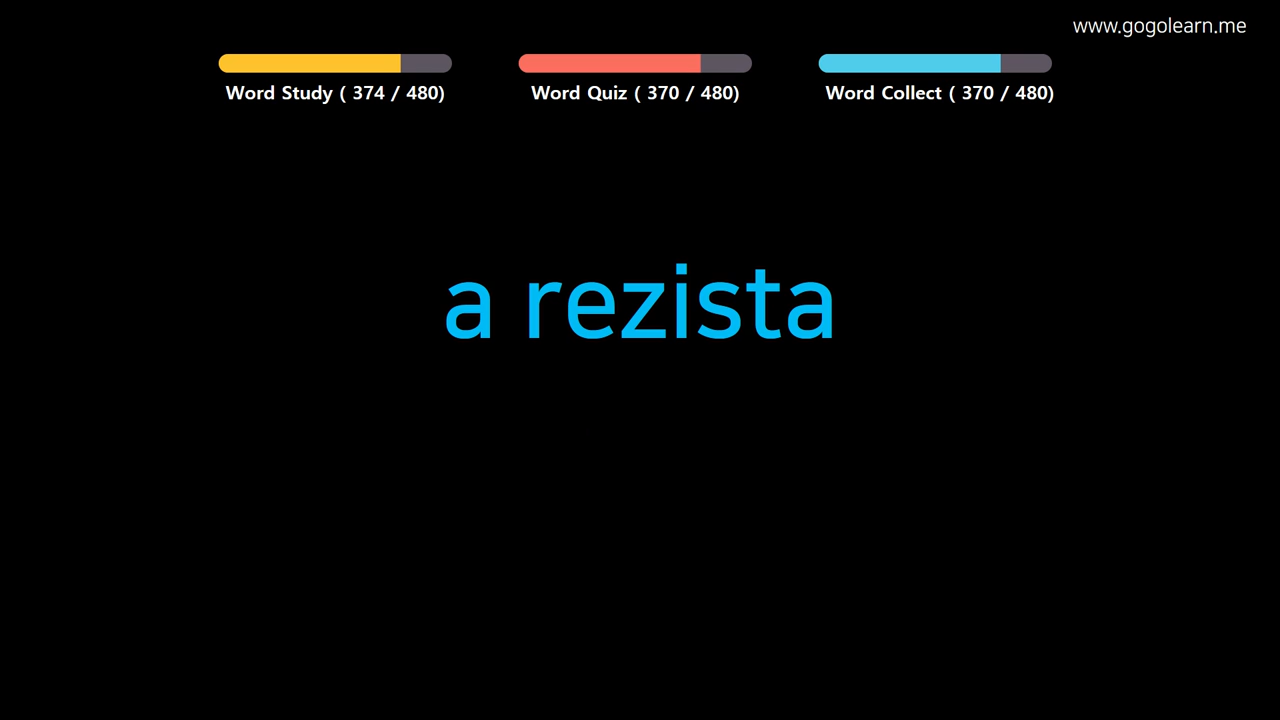 www.gogolearn.me
Word Study ( 374 / 480)
Word Quiz ( 370 / 480)
Word Collect ( 370 / 480)
a rezista